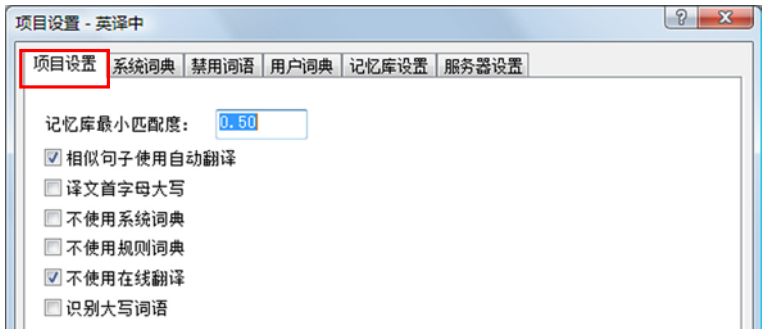 项目设置 - 英译中
项目设置 系统词典 禁用词语 用户词典 记忆库设置 服务器设置
记忆库最小匹配度： 0.50
相似句子使用自动翻译
译文首字母大写
不使用系统词典
不使用规则词典
不使用在线翻译
识别大写词语